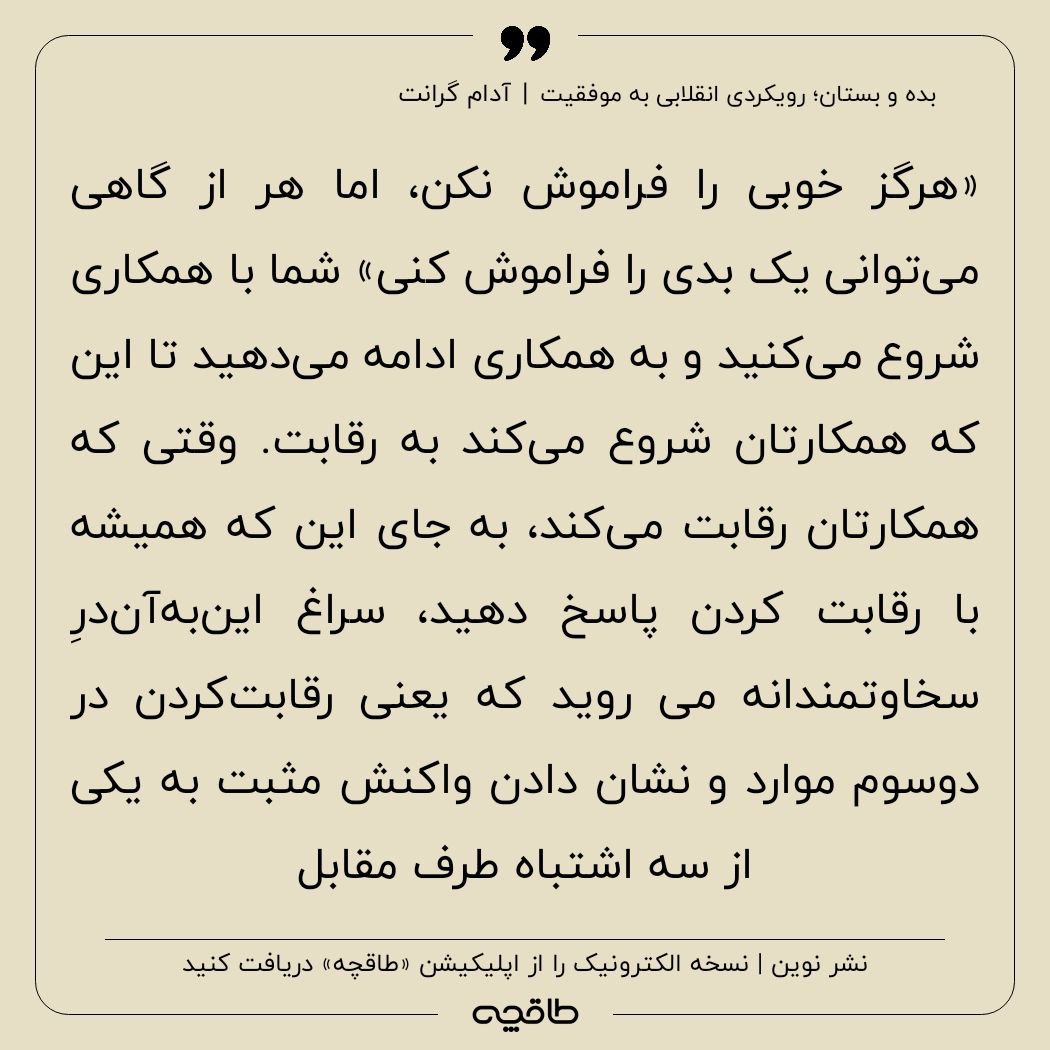 بده و بستان؛ رویکردی انقلابی به موفقیت | آدام گرانت
«هرگز خوبی را فراموش نکن، اما هر از گاهی
می‌توانی یک بدی را فراموش کنی» شما با همکاری
شروع می‌کنید و به همکاری ادامه می‌دهید تا این
که همکارتان شروع می‌کند به رقابت. وقتی که
همکارتان رقابت می‌کند، به جای این که همیشه
با رقابت کردن پاسخ دهید، سراغ این‌به‌آن‌درِ
سخاوتمندانه می روید که یعنی رقابت‌کردن در
دوسوم موارد و نشان دادن واکنش مثبت به یکی
از سه اشتباه طرف مقابل
نشر نوین | نسخه الکترونیک را از اپلیکیشن «طاقچه» دریافت کنید
طاقچه